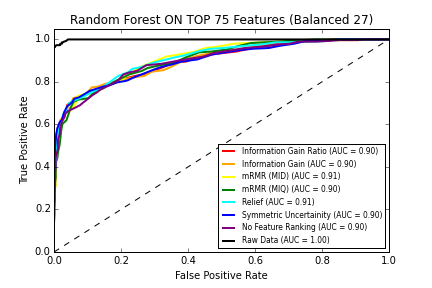 Random Forest ON TOP 75 Features (Balanced 27)
1.0
0.8
0.6
0.4
0.2
0.0
True Positive Rate
Information Gain Ratio (AUC = 0.90)
Information Gain (AUC = 0.90)
mRMR (MID) (AUC = 0.91)
mRMR (MIQ) (AUC = 0.90)
Relief (AUC = 0.91)
Symmetric Uncertainity (AUC = 0.90)
No Feature Ranking (AUC = 0.90)
Raw Data (AUC = 1.00)
0.0 0.2 0.4 0.6 0.8 1.0
False Positive Rate